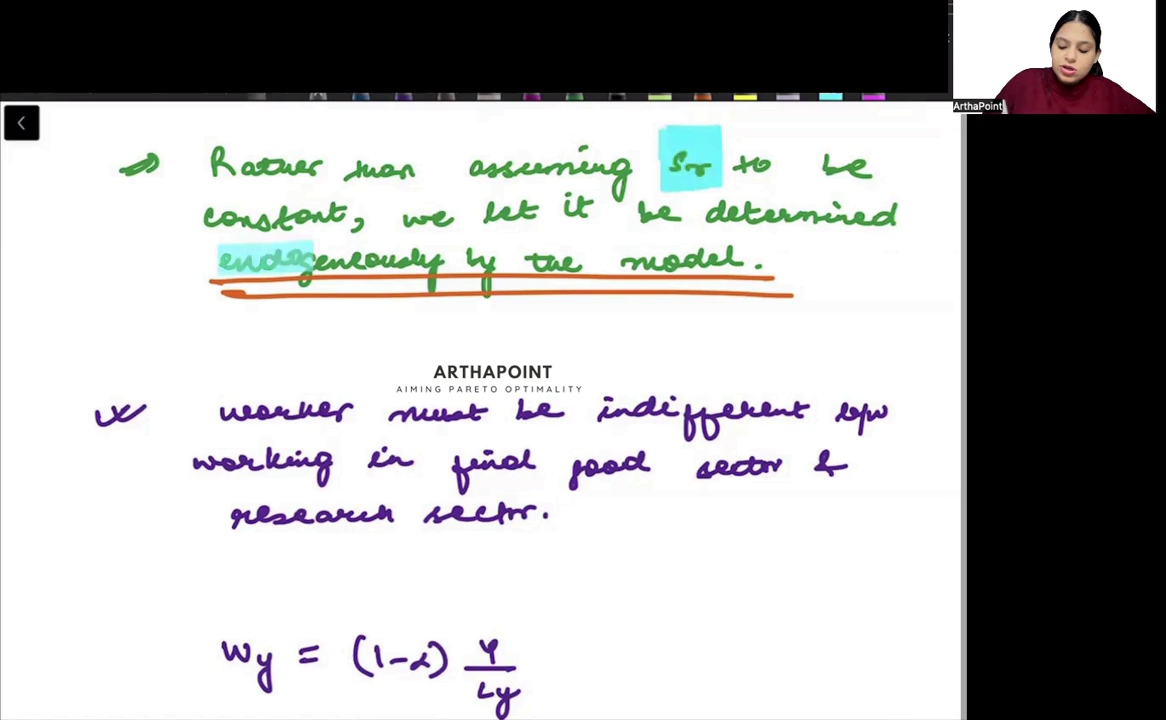 ArthaPoint
Rather than assuming SR to be
constant, we let it be determined
endogeneously by the model.
ARTHAPOINT
AIMING PARETO OPTIMALITY
worker must be indifferent b/w
working in final good sector &
research sector.
wy = (1-α) Y/Ly